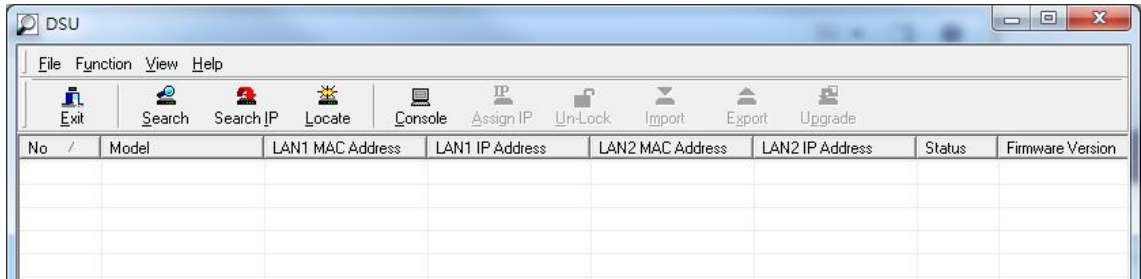 DSU
File Function View Help
Exit Search Search IP Locate Console IP Assign IP Un-Lock Import Export Upgrade
No / Model LAN1 MAC Address LAN1 IP Address LAN2 MAC Address LAN2 IP Address Status Firmware Version